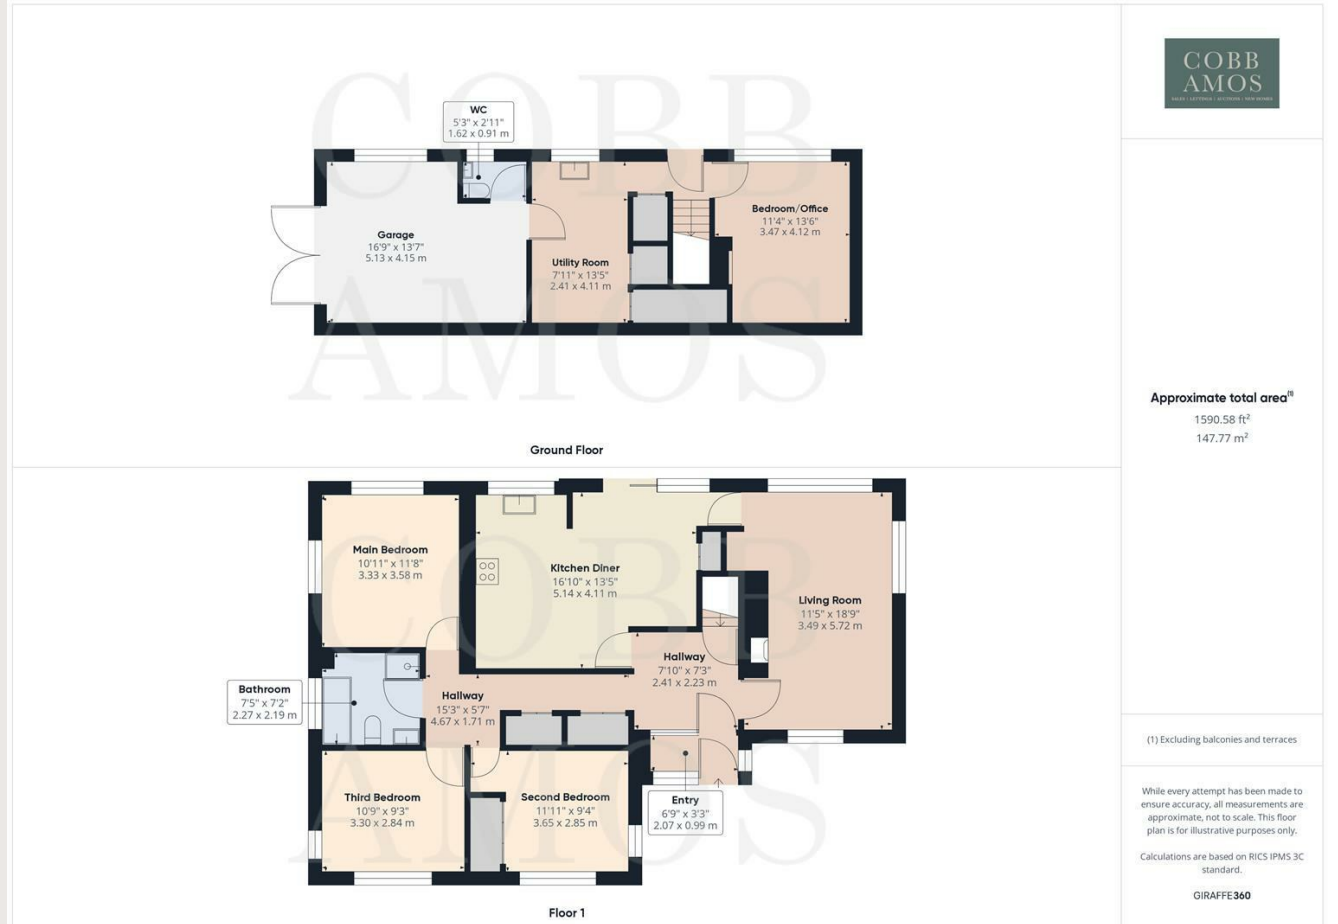 COBB
AMOS
SALES • LETTINGS • AUCTIONS • NEW HOMES
COBB
AMOS
WC
5'3" x 2'11"
1.62 x 0.91 m
Garage
16'9" x 13'7"
5.13 x 4.15 m
Utility Room
7'11" x 13'5"
2.41 x 4.11 m
Bedroom/Office
11'4" x 13'6"
3.47 x 4.12 m
Ground Floor
Approximate total area(1)
1590.58 ft²
147.77 m²
COBB
AMOS
Main Bedroom
10'11" x 11'8"
3.33 x 3.58 m
Kitchen Diner
16'10" x 13'5"
5.14 x 4.11 m
Living Room
11'5" x 18'9"
3.49 x 5.72 m
Hallway
7'10" x 7'3"
2.41 x 2.23 m
Bathroom
7'5" x 7'2"
2.27 x 2.19 m
Hallway
15'3" x 5'7"
4.67 x 1.71 m
Third Bedroom
10'9" x 9'3"
3.30 x 2.84 m
Second Bedroom
11'11" x 9'4"
3.65 x 2.85 m
Entry
6'9" x 3'3"
2.07 x 0.99 m
Floor 1
(1) Excluding balconies and terraces
While every attempt has been made to
ensure accuracy, all measurements are
approximate, not to scale. This floor
plan is for illustrative purposes only.
Calculations are based on RICS IPMS 3C
standard.
GIRAFFE360